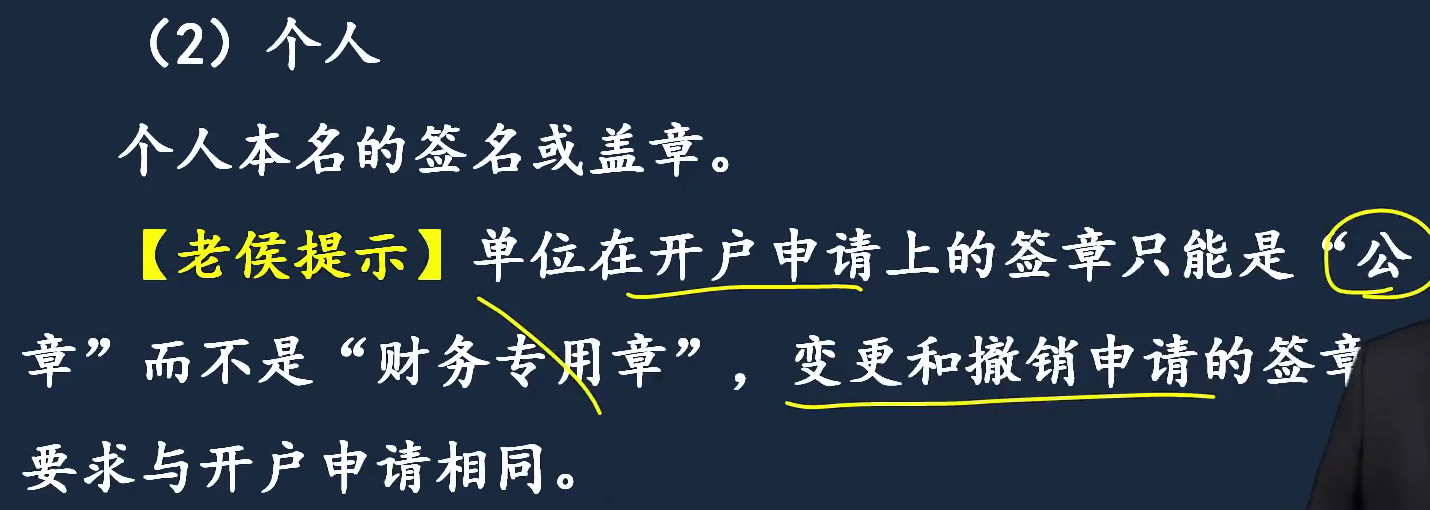 （2）个人
个人本名的签名或盖章。
【老侯提示】单位在开户申请上的签章只能是“公
章”而不是“财务专用章”，变更和撤销申请的签章
要求与开户申请相同。